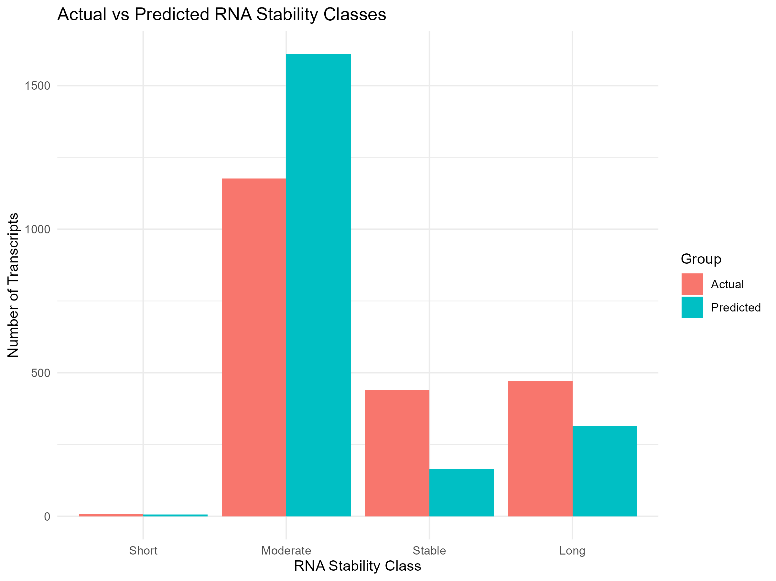 Actual vs Predicted RNA Stability Classes
Number of Transcripts
1500
1000
500
0
Short
Moderate
Stable
Long
RNA Stability Class
Group
Actual
Predicted